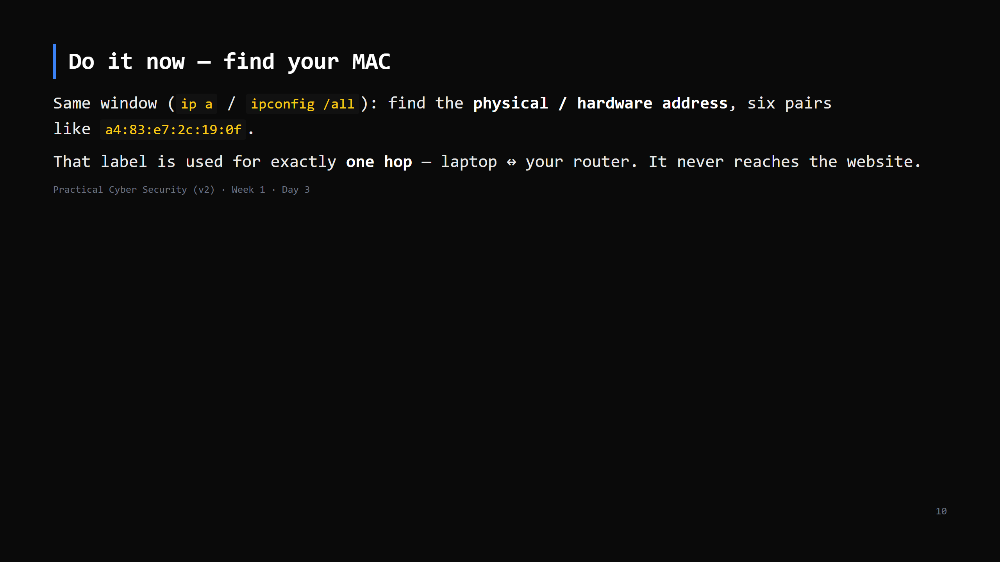 Do it now — find your MAC
Same window (ip a / ipconfig /all): find the physical / hardware address, six pairs
like a4:83:e7:2c:19:0f.
That label is used for exactly one hop — laptop ↔ your router. It never reaches the website.
Practical Cyber Security (v2) · Week 1 · Day 3
10